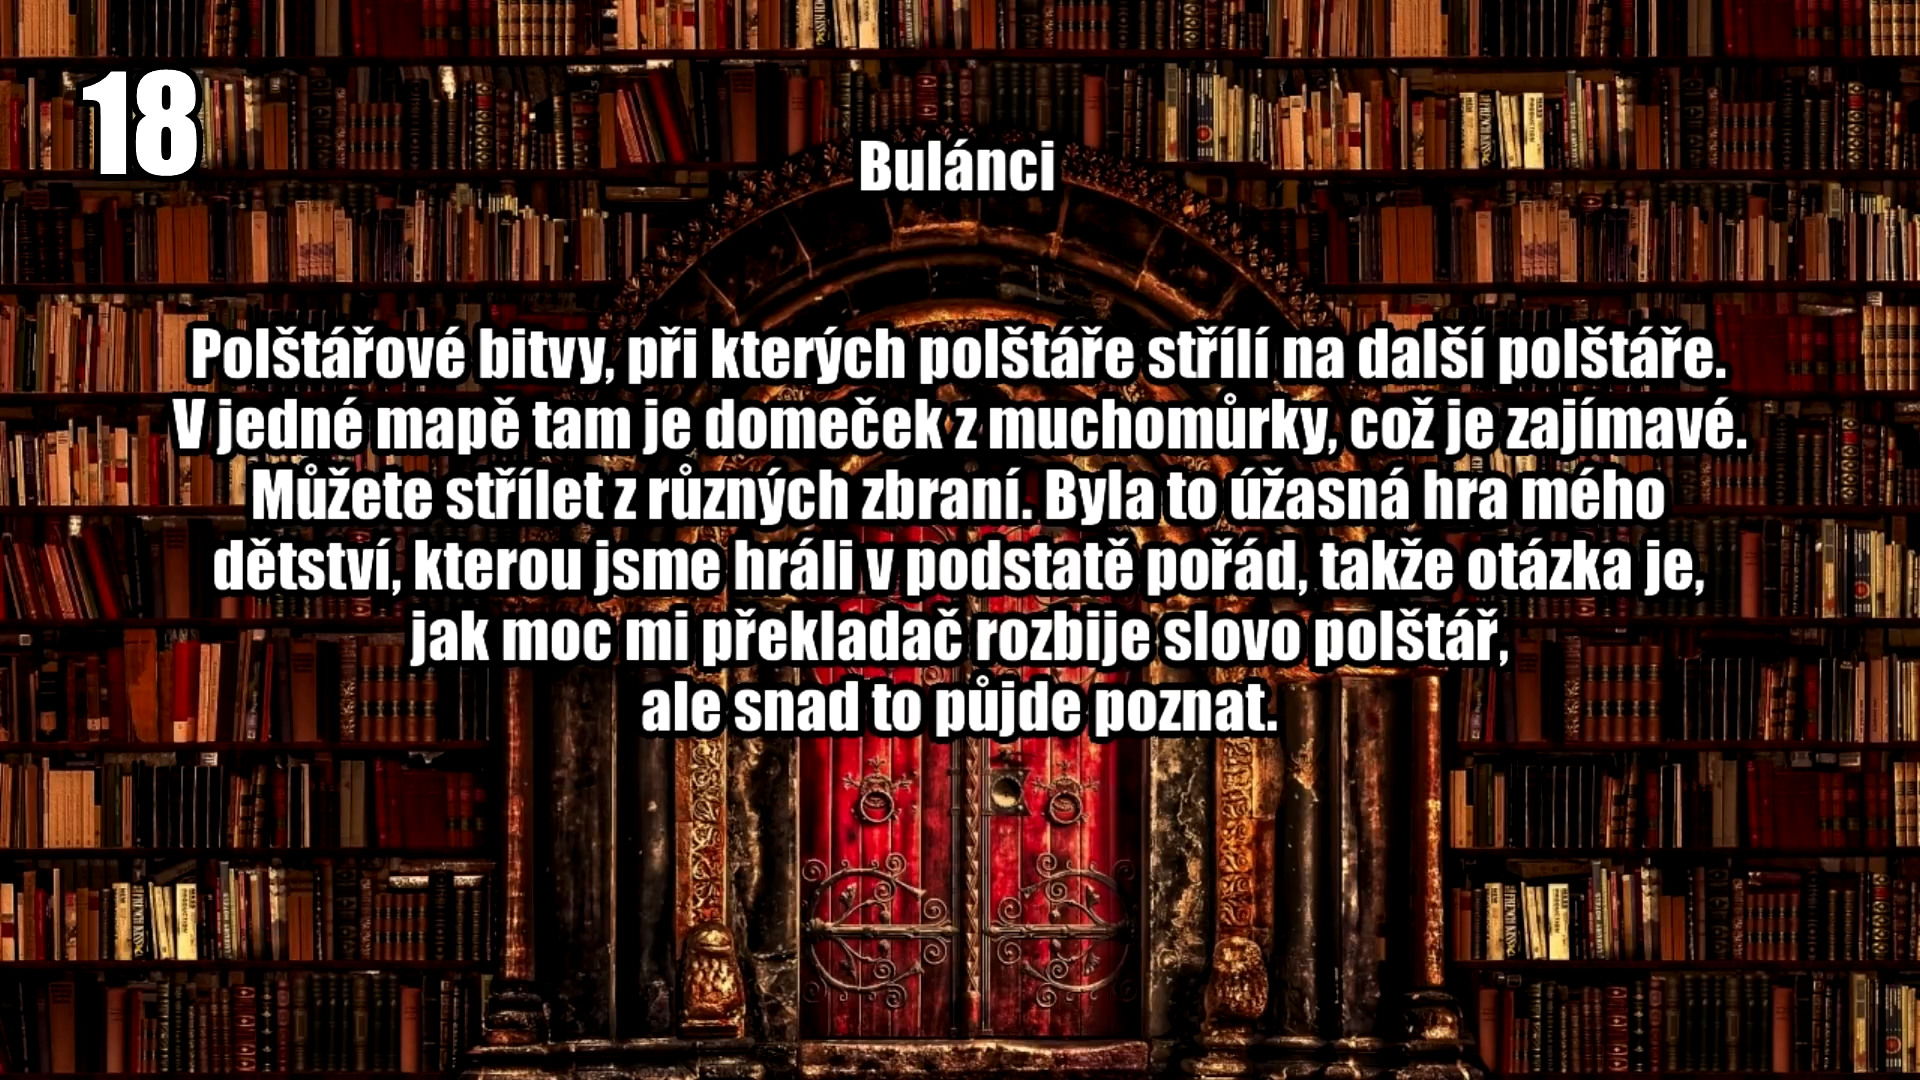 18
Bulánci
Polštářové bitvy, při kterých polštáře střílí na další polštáře.
V jedné mapě tam je domeček z muchomůrky, což je zajímavé.
Můžete střílet z různých zbraní. Byla to úžasná hra mého
dětství, kterou jsme hráli v podstatě pořád, takže otázka je,
jak moc mi překladač rozbije slovo polštář,
ale snad to půjde poznat.